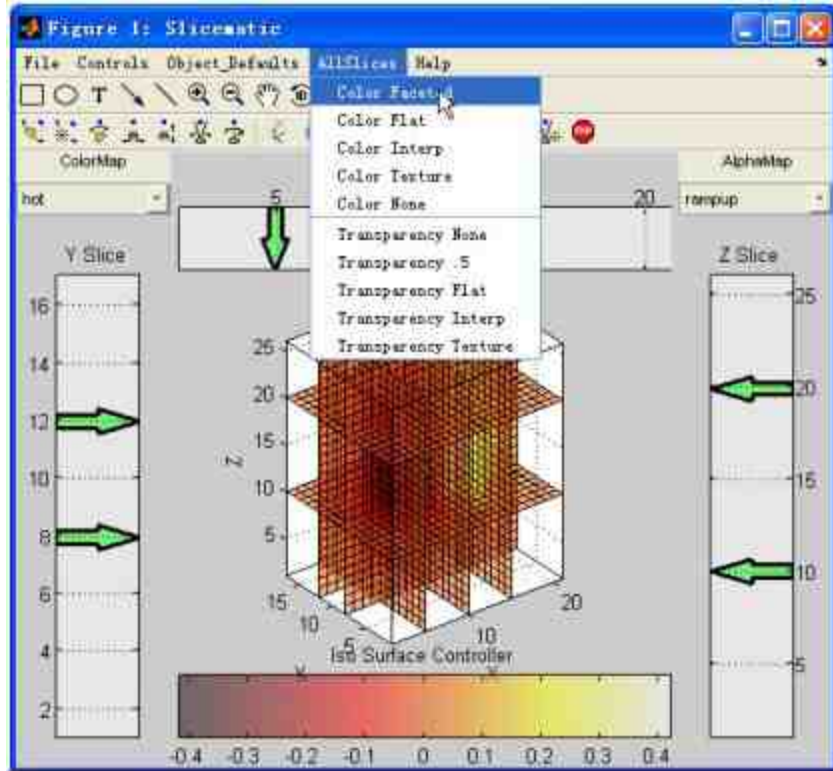 Figure 1: Slicematic
File Controls Object_Defaults AllSlices Help
Color Faceted
Color Flat
Color Interp
Color Texture
Color None
Transparency None
Transparency .5
Transparency Flat
Transparency Interp
Transparency Texture
ColorMap
hot
AlphaMap
rampup
5 20
Y Slice
16
14
12
10
8
6
4
2
Z Slice
25
20
15
10
5
25
20
15
10
5
Z
15
10
5
10
20
Iso Surface Controller
-0.4 -0.3 -0.2 -0.1 0 0.1 0.2 0.3 0.4